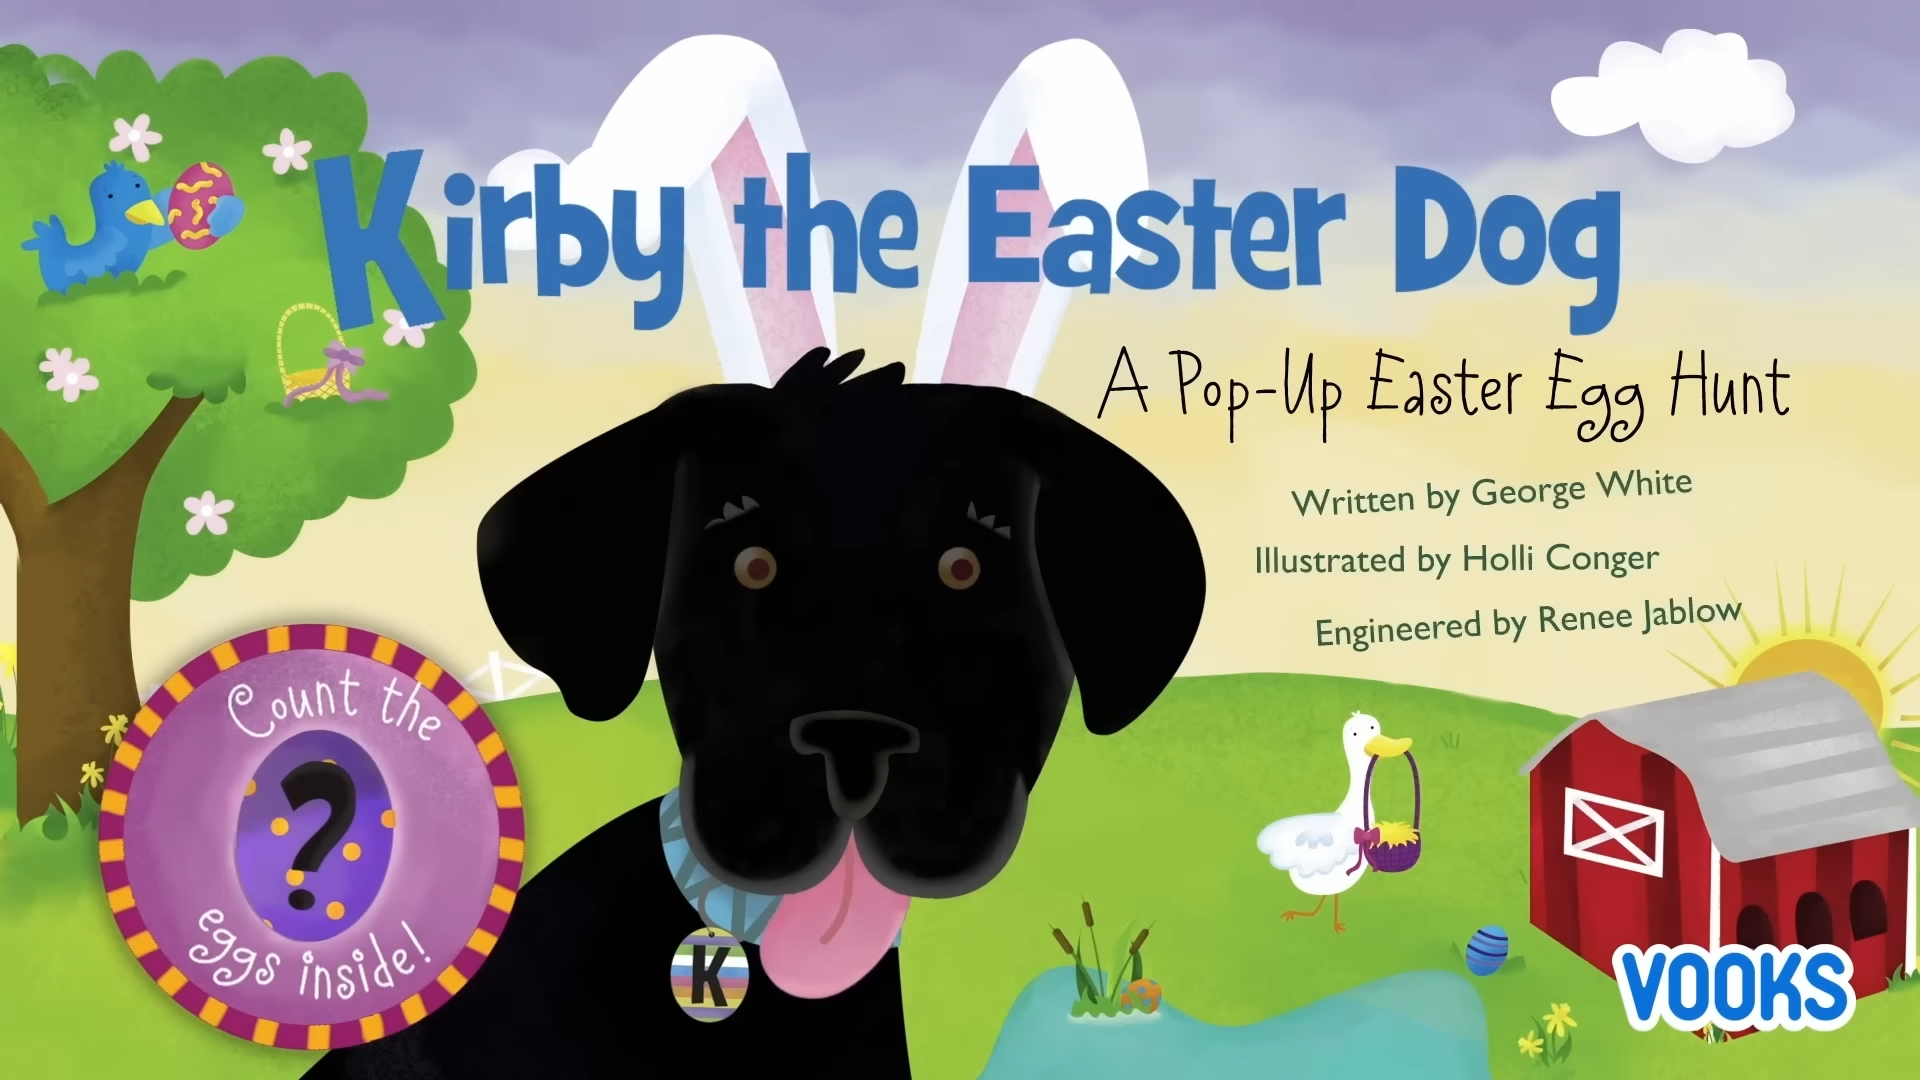 Kirby the Easter Dog
A Pop-Up Easter Egg Hunt
Written by George White
Illustrated by Holli Conger
Engineered by Renee Jablow
Count the
?
eggs inside!
K
VOOKS